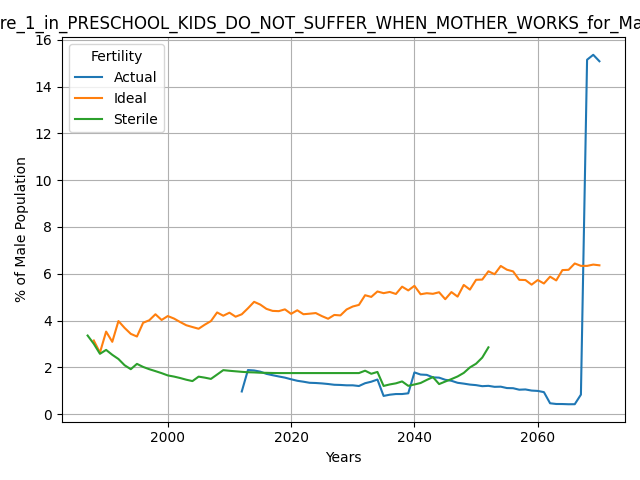 re_1_in_PRESCHOOL_KIDS_DO_NOT_SUFFER_WHEN_MOTHER_WORKS_for_Ma
Fertility
Actual
Ideal
Sterile
% of Male Population
16
14
12
10
8
6
4
2
0
2000 2020 2040 2060
Years